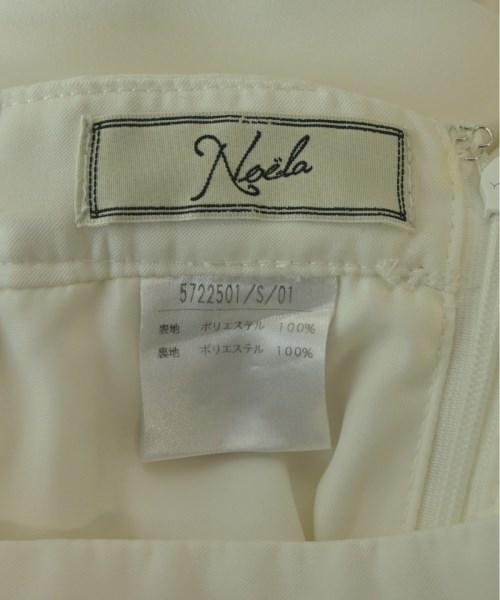 Noëla
5722501/S/01
表地 ポリエステル 100%
裏地 ポリエステル 100%